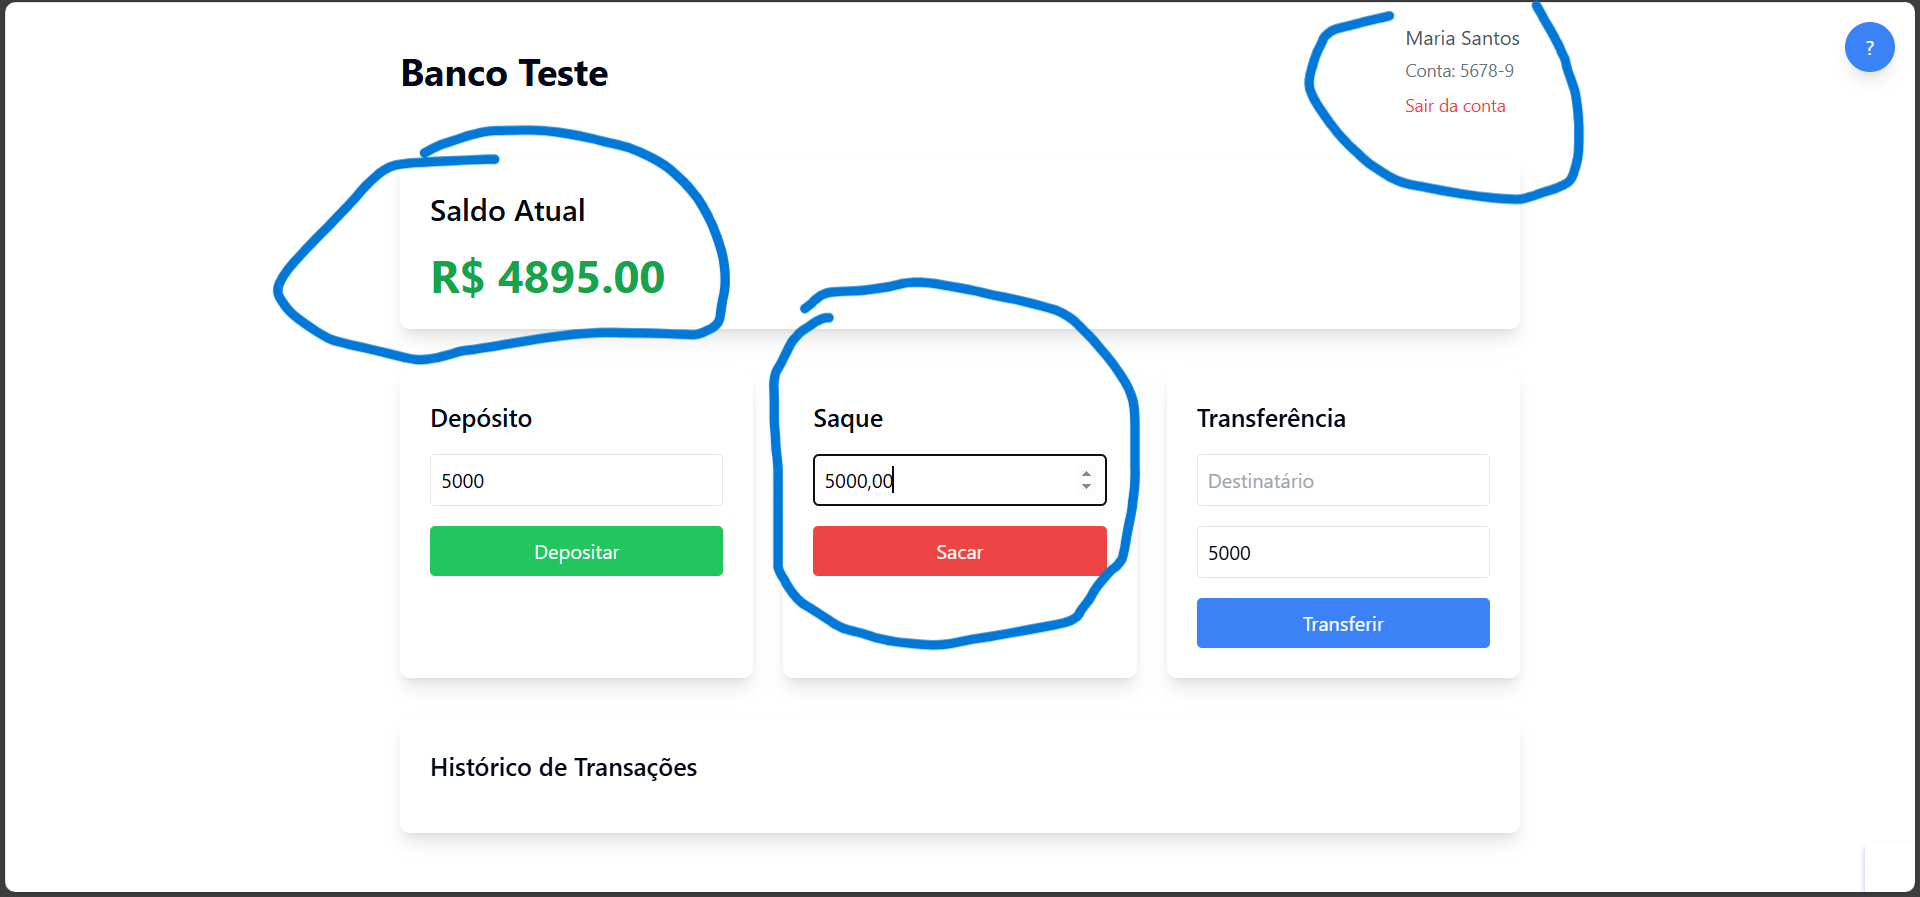 Banco Teste
Maria Santos
Conta: 5678-9
Sair da conta
?
Saldo Atual
R$ 4895.00
Depósito
5000
Depositar
Saque
5000,00
Sacar
Transferência
Destinatário
5000
Transferir
Histórico de Transações